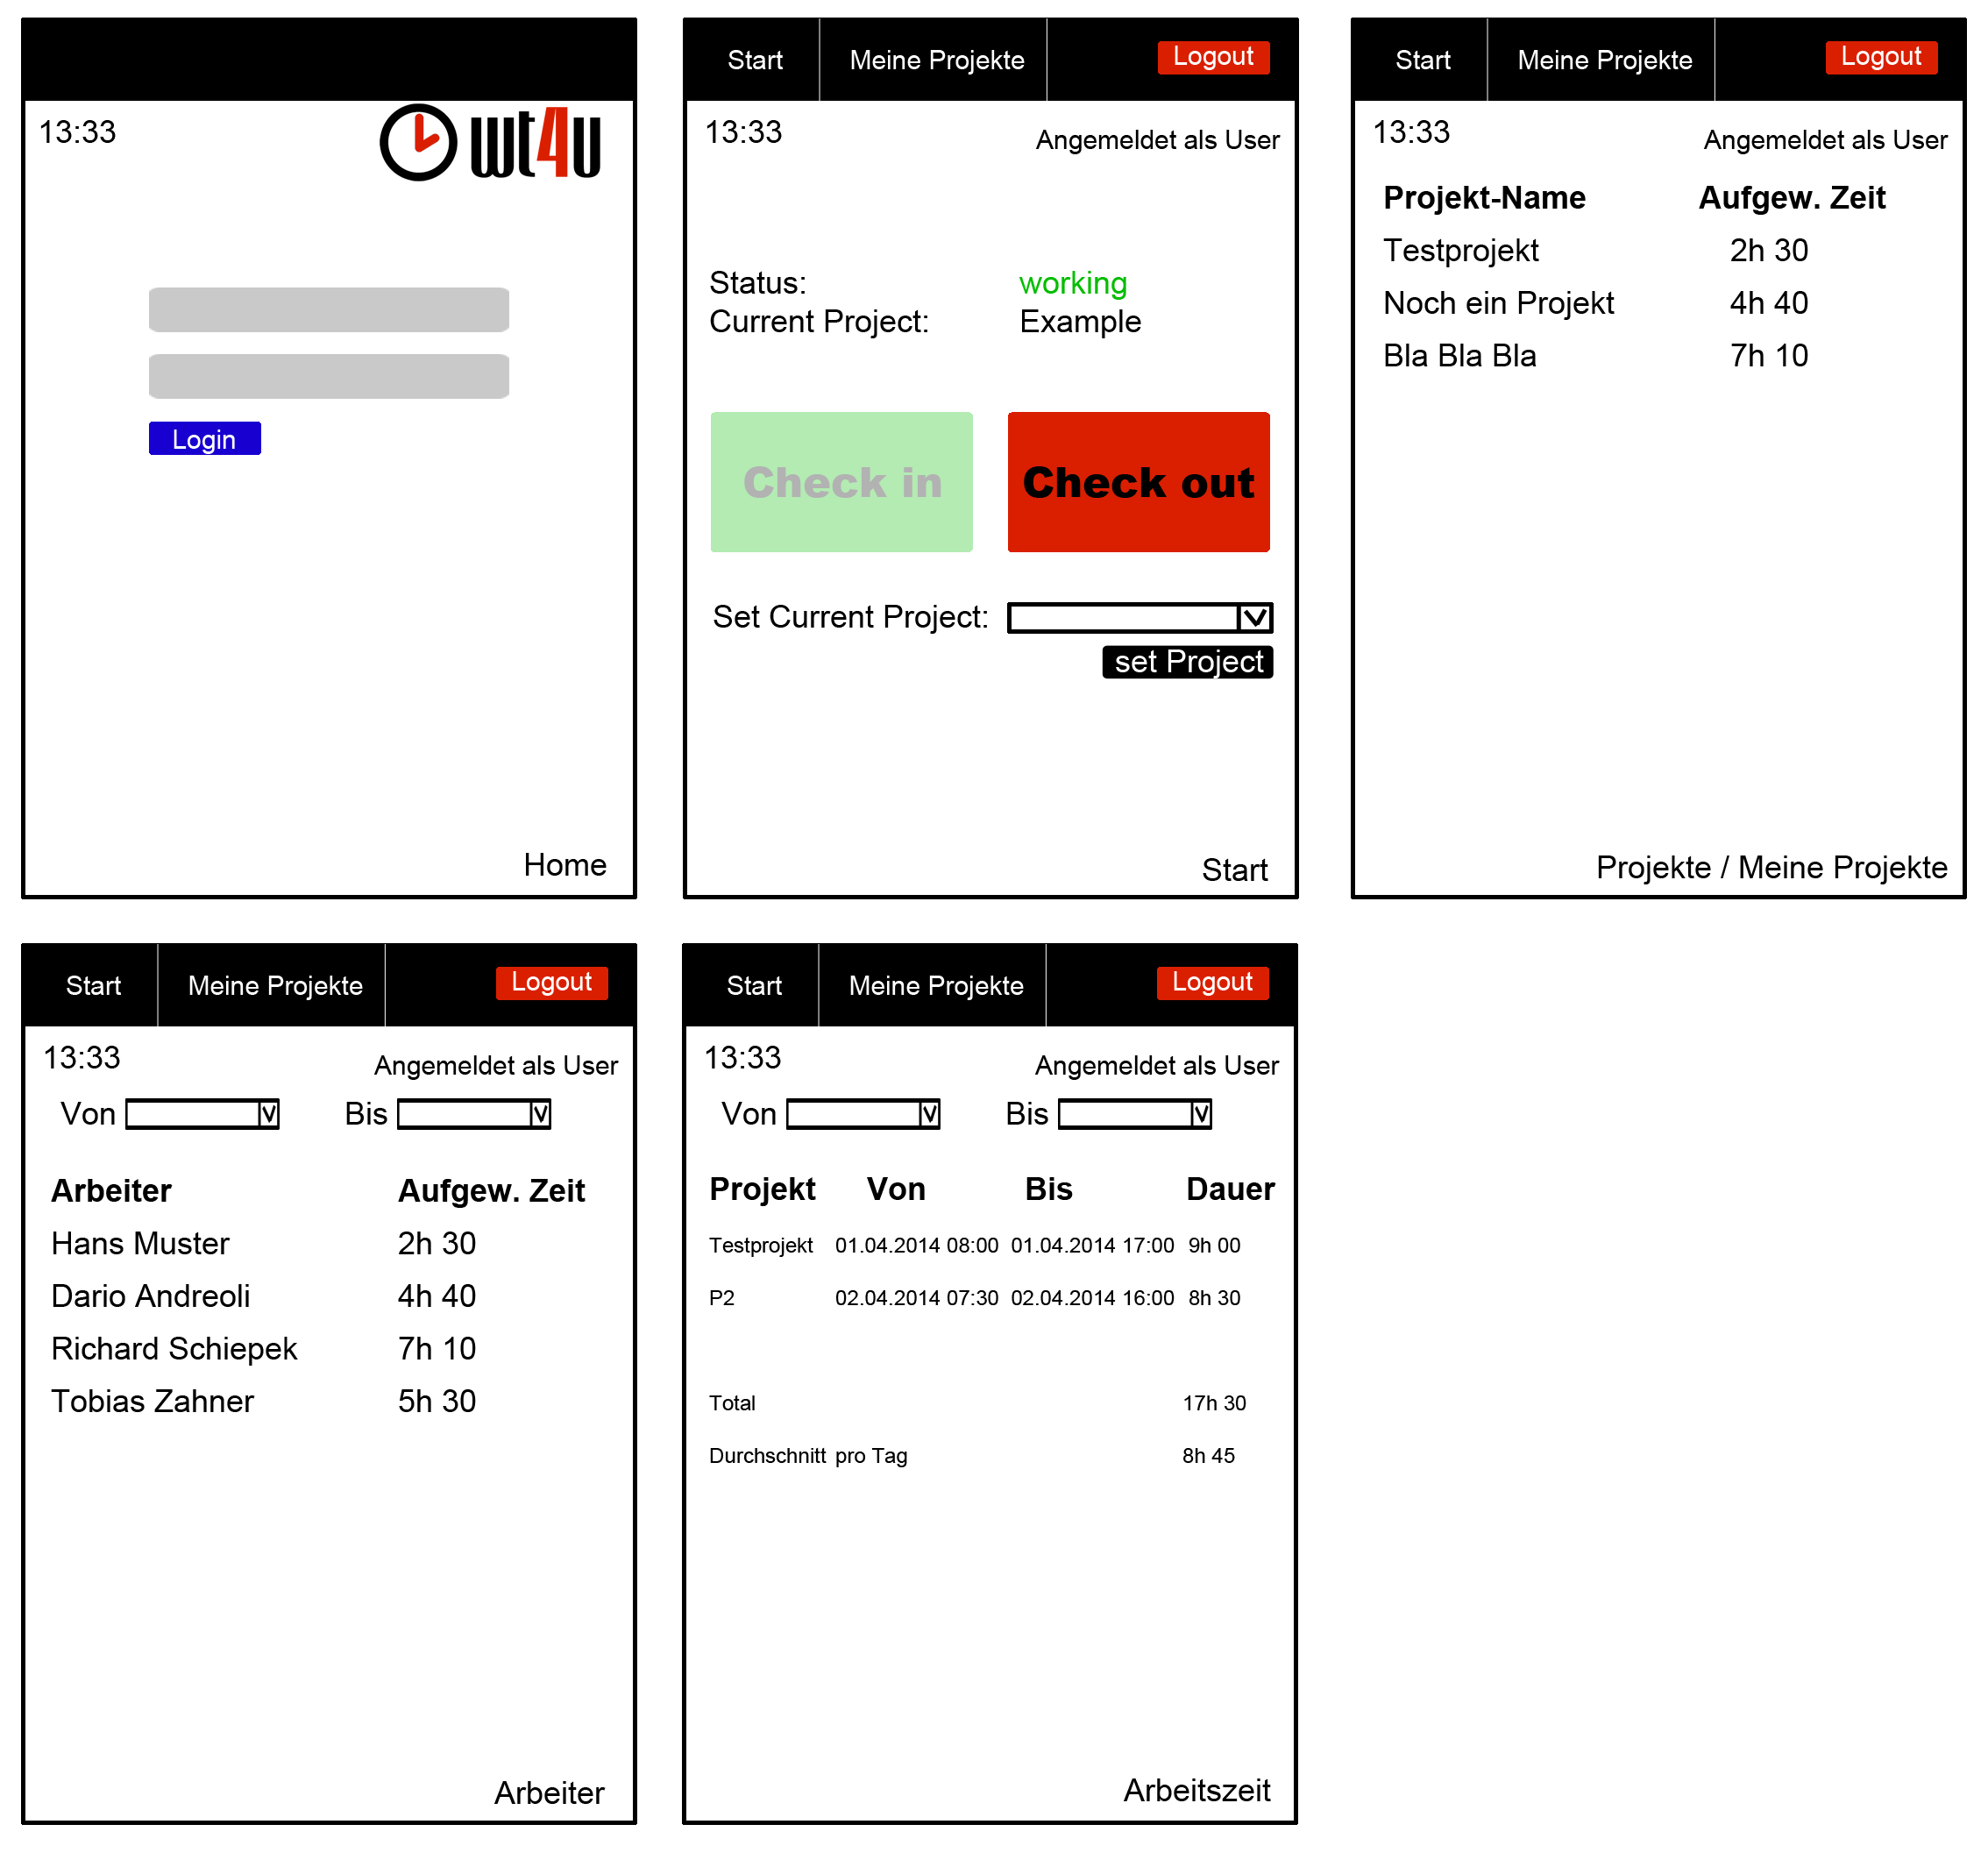 13:33
wt4u
Login
Home
Start Meine Projekte Logout
13:33
Angemeldet als User
Status: working
Current Project: Example
Check in Check out
Set Current Project: V
set Project
Start
Start Meine Projekte Logout
13:33
Angemeldet als User
Projekt-Name Aufgew. Zeit
Testprojekt 2h 30
Noch ein Projekt 4h 40
Bla Bla Bla 7h 10
Projekte / Meine Projekte
Start Meine Projekte Logout
13:33
Angemeldet als User
Von V Bis V
Arbeiter Aufgew. Zeit
Hans Muster 2h 30
Dario Andreoli 4h 40
Richard Schiepek 7h 10
Tobias Zahner 5h 30
Arbeiter
Start Meine Projekte Logout
13:33
Angemeldet als User
Von V Bis V
Projekt Von Bis Dauer
Testprojekt 01.04.2014 08:00 01.04.2014 17:00 9h 00
P2 02.04.2014 07:30 02.04.2014 16:00 8h 30
Total 17h 30
Durchschnitt pro Tag 8h 45
Arbeitszeit